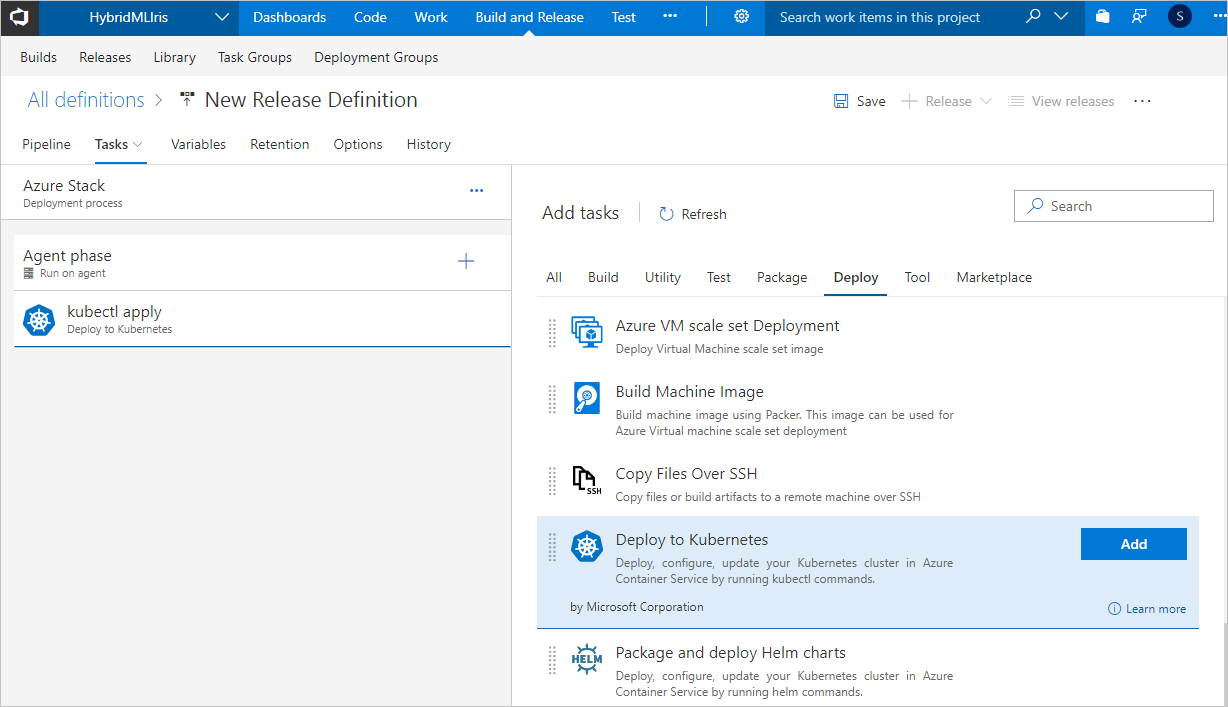 HybridMLIris
Dashboards
Code
Work
Build and Release
Test
Search work items in this project
S
Builds
Releases
Library
Task Groups
Deployment Groups
All definitions
New Release Definition
Save
Release
View releases
Pipeline
Tasks
Variables
Retention
Options
History
Azure Stack
Deployment process
Agent phase
Run on agent
kubectl apply
Deploy to Kubernetes
Add tasks
Refresh
Search
All
Build
Utility
Test
Package
Deploy
Tool
Marketplace
Azure VM scale set Deployment
Deploy Virtual Machine scale set image
Build Machine Image
Build machine image using Packer. This image can be used for
Azure Virtual machine scale set deployment
SSH
Copy Files Over SSH
Copy files or build artifacts to a remote machine over SSH
Deploy to Kubernetes
Deploy, configure, update your Kubernetes cluster in Azure
Container Service by running kubectl commands.
Add
by Microsoft Corporation
Learn more
HELM
Package and deploy Helm charts
Deploy, configure, update your Kubernetes cluster in Azure
Container Service by running helm commands.